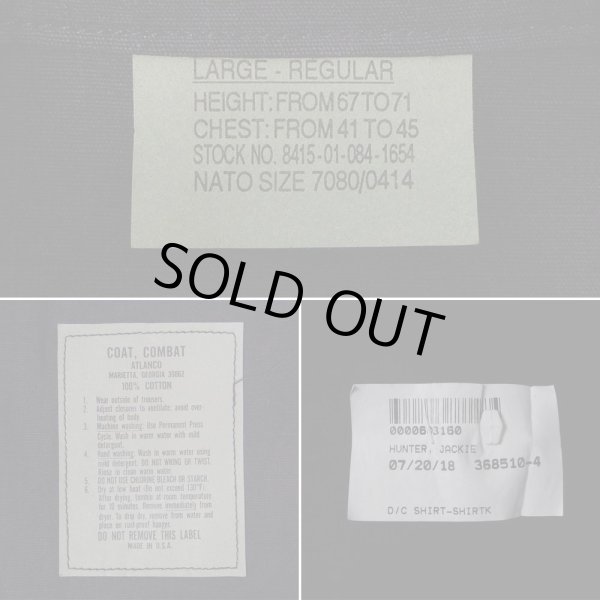 LARGE - REGULAR
HEIGHT: FROM 67 TO 71
CHEST: FROM 41 TO 45
STOCK NO. 8415-01-084-1654
NATO SIZE 7080/0414
SOLD OUT
COAT, COMBAT
ATLANCO
MARIETTA, GEORGIA 30062
100% COTTON
1. Wear outside of trousers.
2. Adjust closures to ventilate; avoid over
heating of body.
3. Machine washing: Use Permanent Press
Cycle. Wash in warm water with mild
detergent.
4. Hand washing: Wash in warm water using
mild detergent. DO NOT WRING OR TWIST.
Rinse in clean warm water.
5. DO NOT USE CHLORINE BLEACH OR STARCH.
6. Dry at low heat (Do not exceed 130°F).
After drying, tumble at room temperature
for 10 minutes. Remove immediately from
dryer. To drip dry, remove from water and
place on rust-proof hanger.
DO NOT REMOVE THIS LABEL
MADE IN U.S.A.
HUNTER, JACKIE
07/20/18 368510-4
D/C SHIRT-SHIRTK